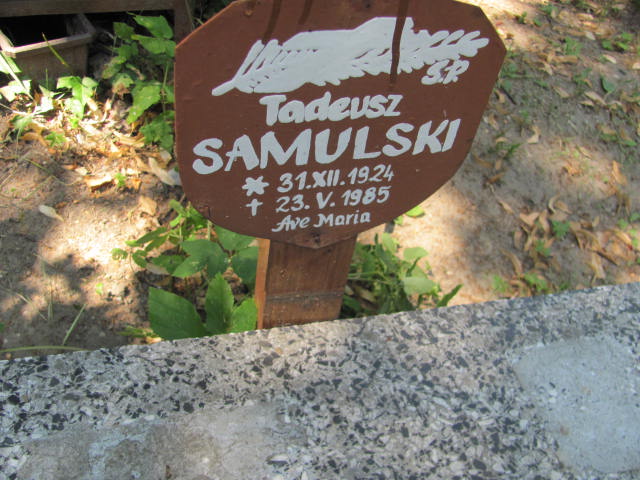 Ś.P.
Tadeusz
SAMULSKI
* 31.XII.1924
† 23.V.1985
Ave Maria